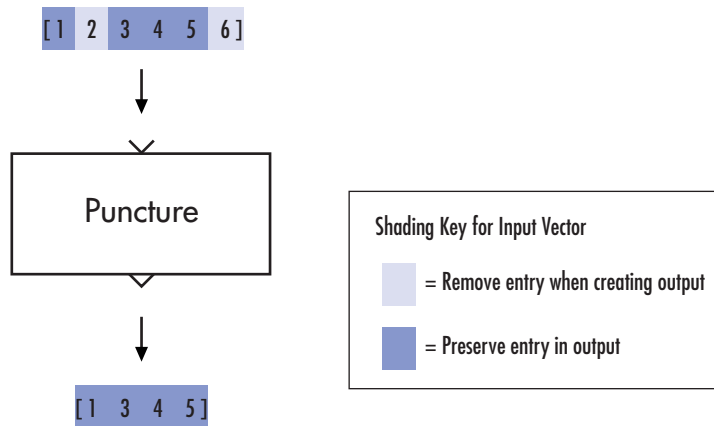 [1 2 3 4 5 6]
Puncture
Shading Key for Input Vector
= Remove entry when creating output
= Preserve entry in output
[1 3 4 5]